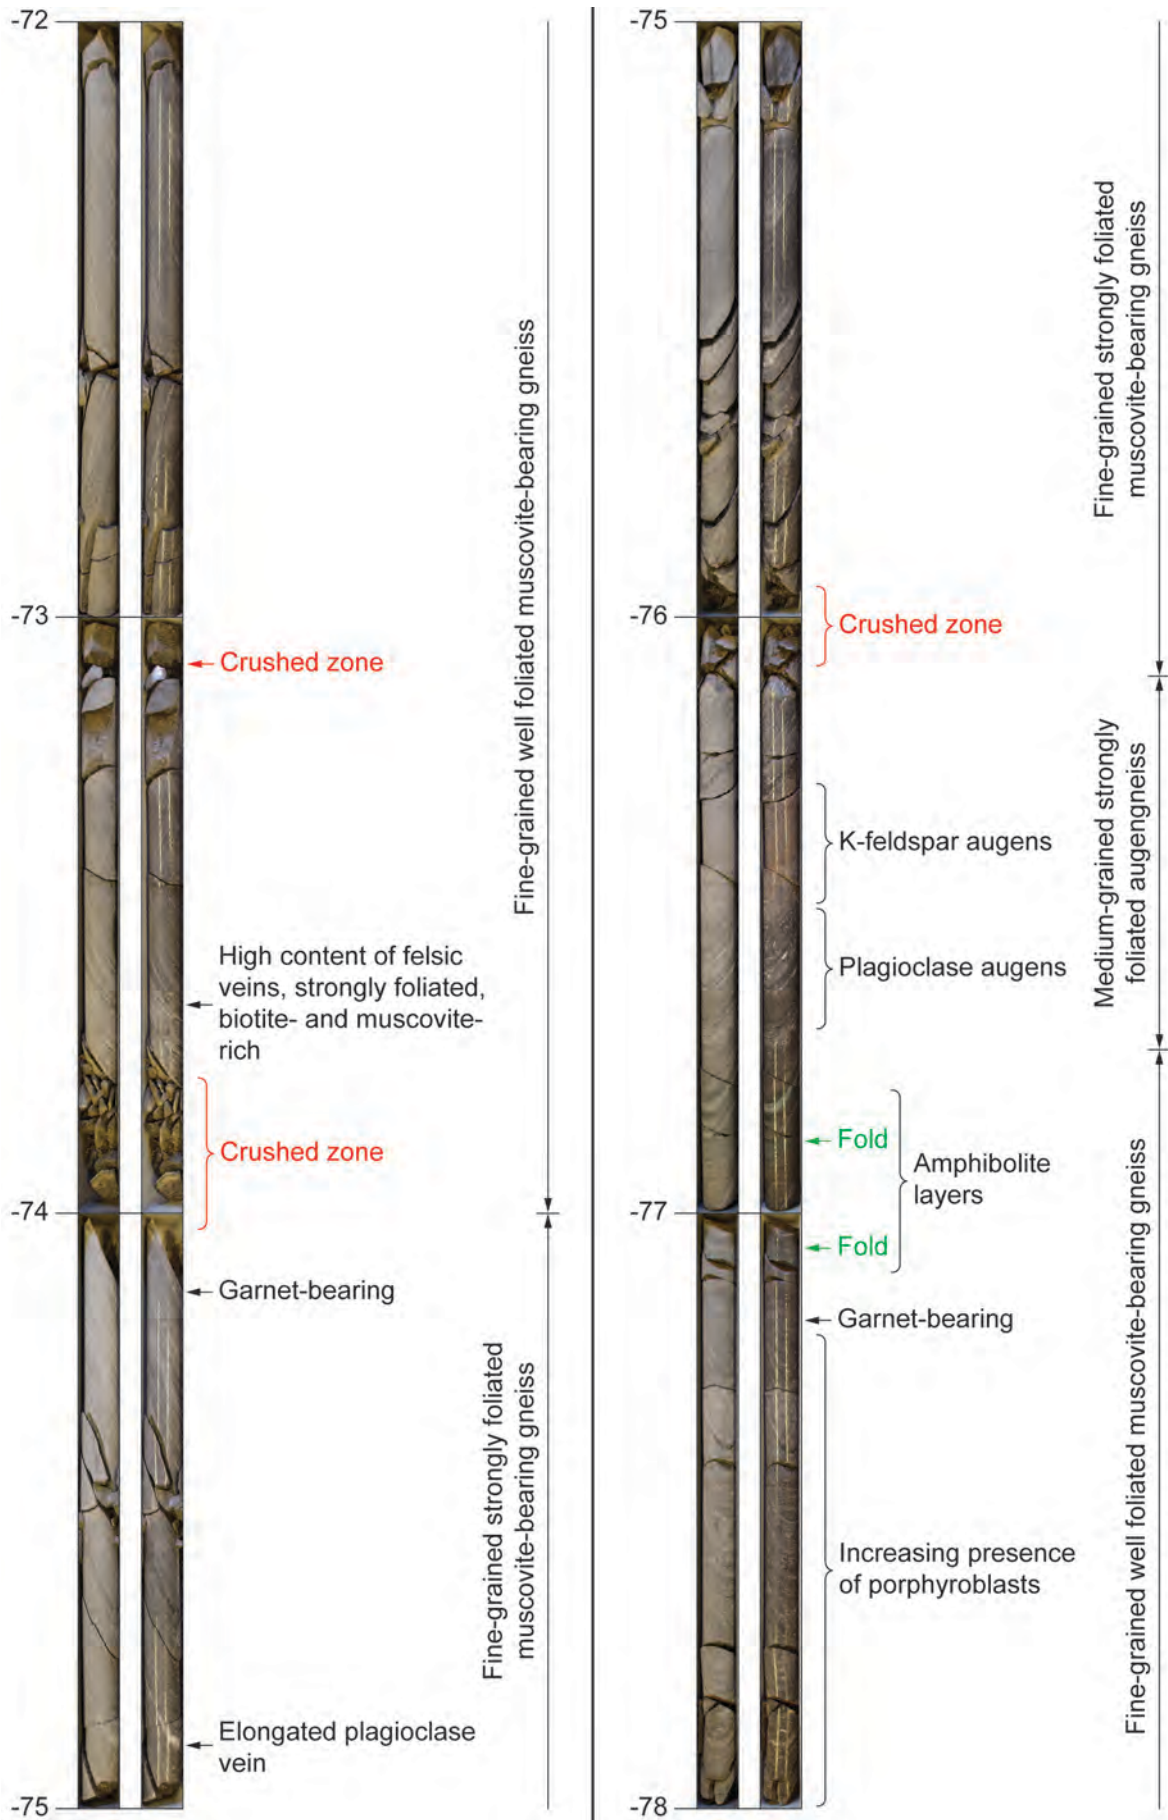 -72
Fine-grained well foliated muscovite-bearing gneiss
-73
Crushed zone
High content of felsic
veins, strongly foliated,
biotite- and muscovite-
rich
Crushed zone
-74
Garnet-bearing
Fine-grained strongly foliated
muscovite-bearing gneiss
Elongated plagioclase
vein
-75
-75
Fine-grained strongly foliated
muscovite-bearing gneiss
-76
Crushed zone
Medium-grained strongly
foliated augengneiss
K-feldspar augens
Plagioclase augens
Fold
Amphibolite
layers
-77
Fold
Garnet-bearing
Fine-grained well foliated muscovite-bearing gneiss
Increasing presence
of porphyroblasts
-78